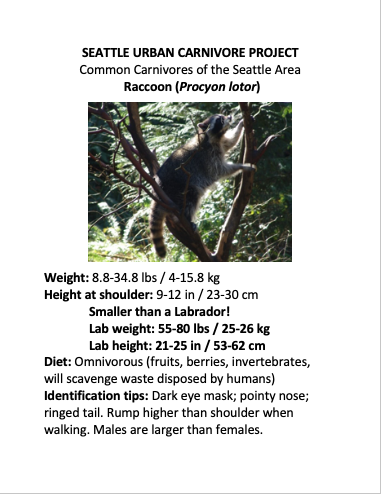 SEATTLE URBAN CARNIVORE PROJECT
Common Carnivores of the Seattle Area
Raccoon (Procyon lotor)
Weight: 8.8-34.8 lbs / 4-15.8 kg
Height at shoulder: 9-12 in / 23-30 cm
Smaller than a Labrador!
Lab weight: 55-80 lbs / 25-26 kg
Lab height: 21-25 in / 53-62 cm
Diet: Omnivorous (fruits, berries, invertebrates,
will scavenge waste disposed by humans)
Identification tips: Dark eye mask; pointy nose;
ringed tail. Rump higher than shoulder when
walking. Males are larger than females.